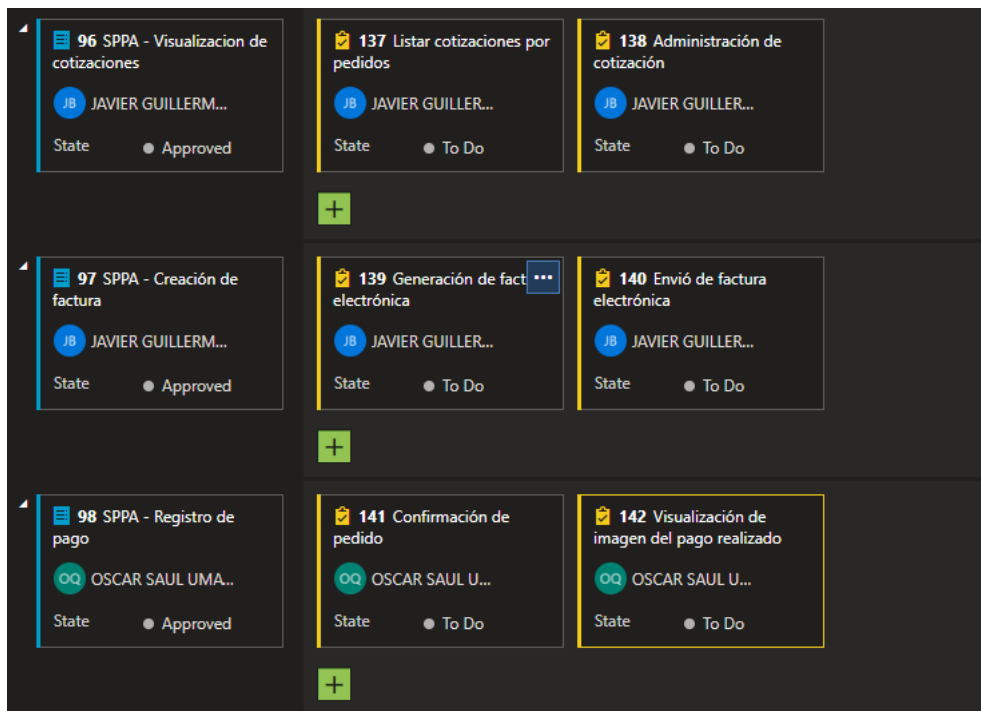 96 SPPA - Visualizacion de
cotizaciones
JB JAVIER GUILLERM...
State Approved
137 Listar cotizaciones por
pedidos
JB JAVIER GUILLER...
State To Do
138 Administración de
cotización
JB JAVIER GUILLER...
State To Do
97 SPPA - Creación de
factura
JB JAVIER GUILLERM...
State Approved
139 Generación de fact
electrónica
JB JAVIER GUILLER...
State To Do
140 Envió de factura
electrónica
JB JAVIER GUILLER...
State To Do
98 SPPA - Registro de
pago
OQ OSCAR SAUL UMA...
State Approved
141 Confirmación de
pedido
OQ OSCAR SAUL U...
State To Do
142 Visualización de
imagen del pago realizado
OQ OSCAR SAUL U...
State To Do